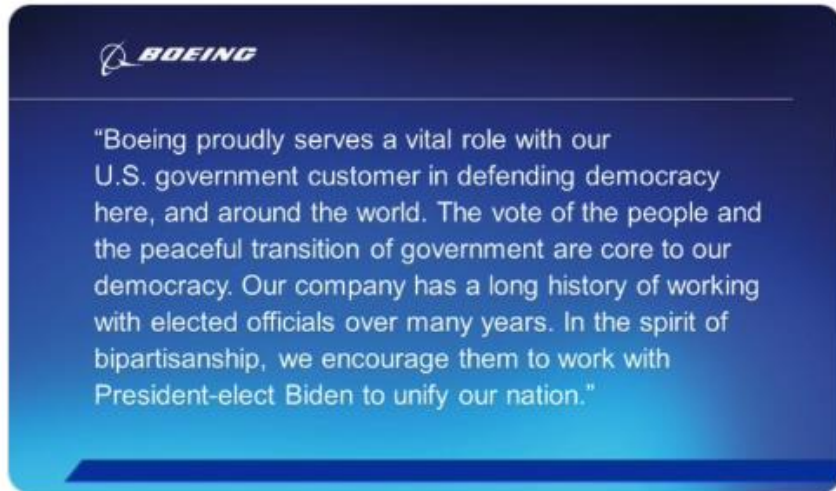 BOEING
“Boeing proudly serves a vital role with our
U.S. government customer in defending democracy
here, and around the world. The vote of the people and
the peaceful transition of government are core to our
democracy. Our company has a long history of working
with elected officials over many years. In the spirit of
bipartisanship, we encourage them to work with
President-elect Biden to unify our nation.”